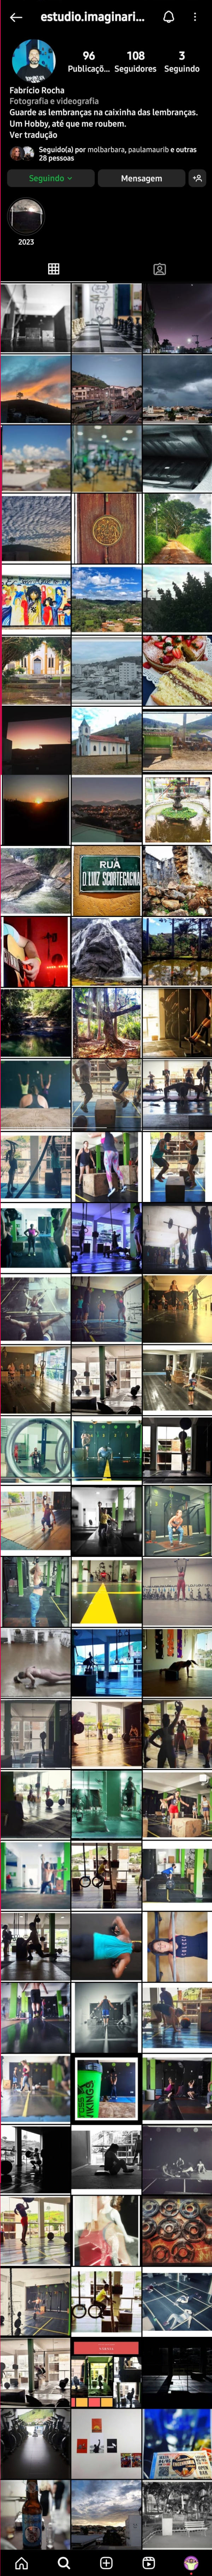 estudio.imaginari...
96 108 3
Publicaçõ... Seguidores Seguindo
Fabrício Rocha
Fotografia e videografia
Guarde as lembranças na caixinha das lembranças.
Um Hobby, até que me roubem.
Ver tradução
Seguido(a) por molbarbara, paulamaurib e outras
28 pessoas
Seguindo
Mensagem
2023
RUA
D. LUIZ SCORTEGAGNA
VIKINGS